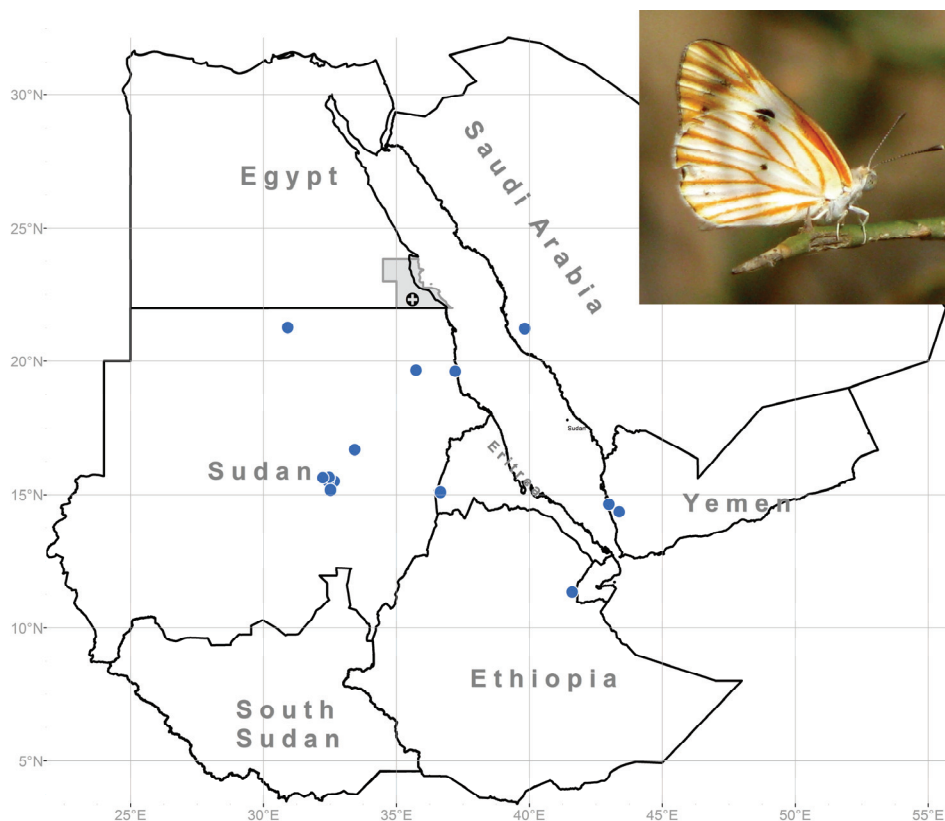 30°N
25°N
20°N
15°N
10°N
5°N
Egypt
Saudi Arabia
Sudan
Sudan
Eritrea
Yemen
Ethiopia
South
Sudan
25°E
30°E
35°E
40°E
45°E
50°E
55°E